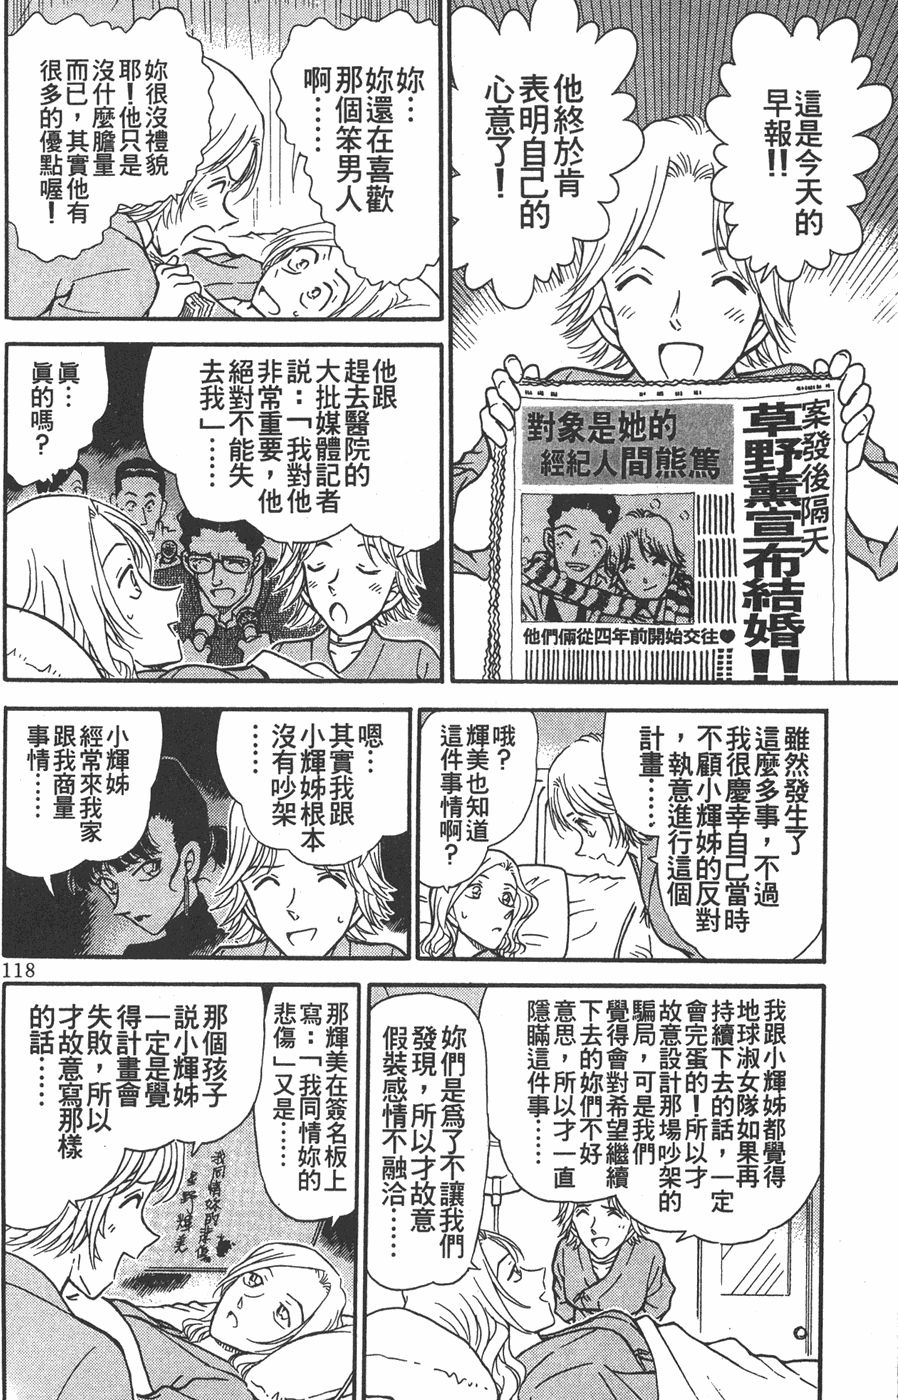 這是今天的
早報!!
他終於肯
表明自己的
心意了!
案發後隔天
草野薰宣布結婚!!
對象是她的
經紀人間熊篤
他們倆從四年前開始交往♥
妳…
妳還在喜歡
那個笨男人
啊……
妳很沒禮貌
耶!他只是
沒什麼膽量
而已,其實他有
很多的優點喔!
他跟
趕去醫院的
大批媒體記者
說:「我對他
非常重要,他
絕對不能失
去我」……
眞…
眞的嗎?
雖然發生了
這麼多事,不過
我很慶幸自己當時
不顧小輝姊的反對
,執意進行這個
計畫……
哦?
輝美也知道
這件事情啊?
嗯…
其實我跟
小輝姊根本
沒有吵架
……
小輝姊
經常來我家
跟我商量
事情……
我跟小輝姊都覺得
地球淑女隊如果再
持續下去的話,一定
會完蛋的!所以才
故意設計那場吵架的
騙局,可是我們
覺得會對希望繼續
下去的妳們不好
意思,所以才一直
隱瞞這件事……
妳們是爲了不讓我們
發現,所以才故意
假裝感情不融洽……
那輝美在簽名板上
寫:「我同情妳的
悲傷」又是……
那個孩子
說小輝姊
一定是覺
得計畫會
失敗,所以
才故意寫那樣
的話……
我同情妳的悲傷
星野輝美
118